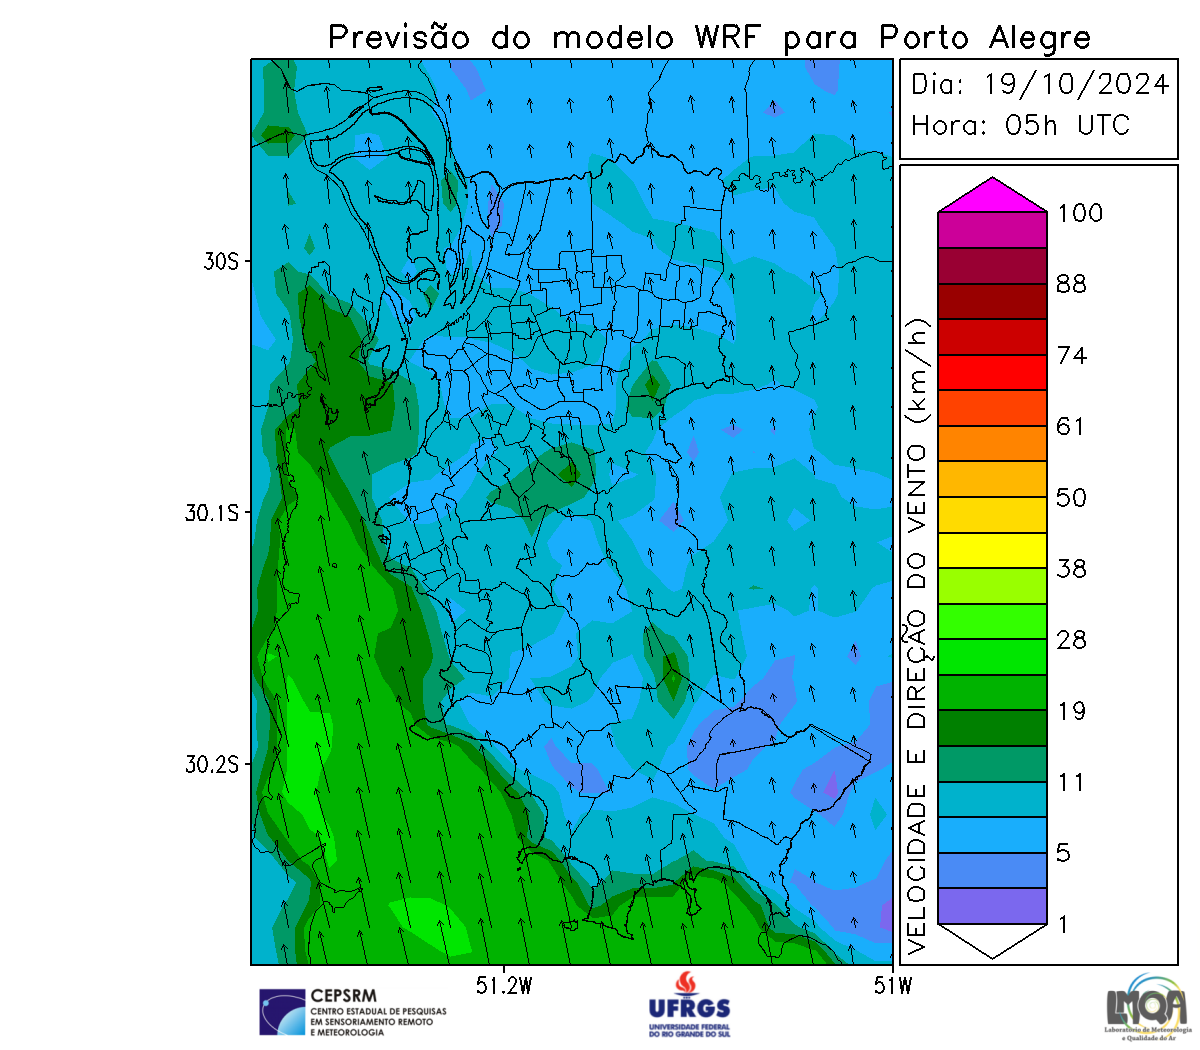 Previsão do modelo WRF para Porto Alegre
Dia: 19/10/2024
Hora: 05h UTC
100
88
74
61
50
38
28
19
11
5
1
VELOCIDADE E DIREÇÃO DO VENTO (km/h)
30S
30.1S
30.2S
51.2W
51W
CEPSRM
CENTRO ESTADUAL DE PESQUISAS
EM SENSORIAMENTO REMOTO
E METEOROLOGIA
UFRGS
UNIVERSIDADE FEDERAL
DO RIO GRANDE DO SUL
LMQA
Laboratório de Meteorologia
e Qualidade do Ar